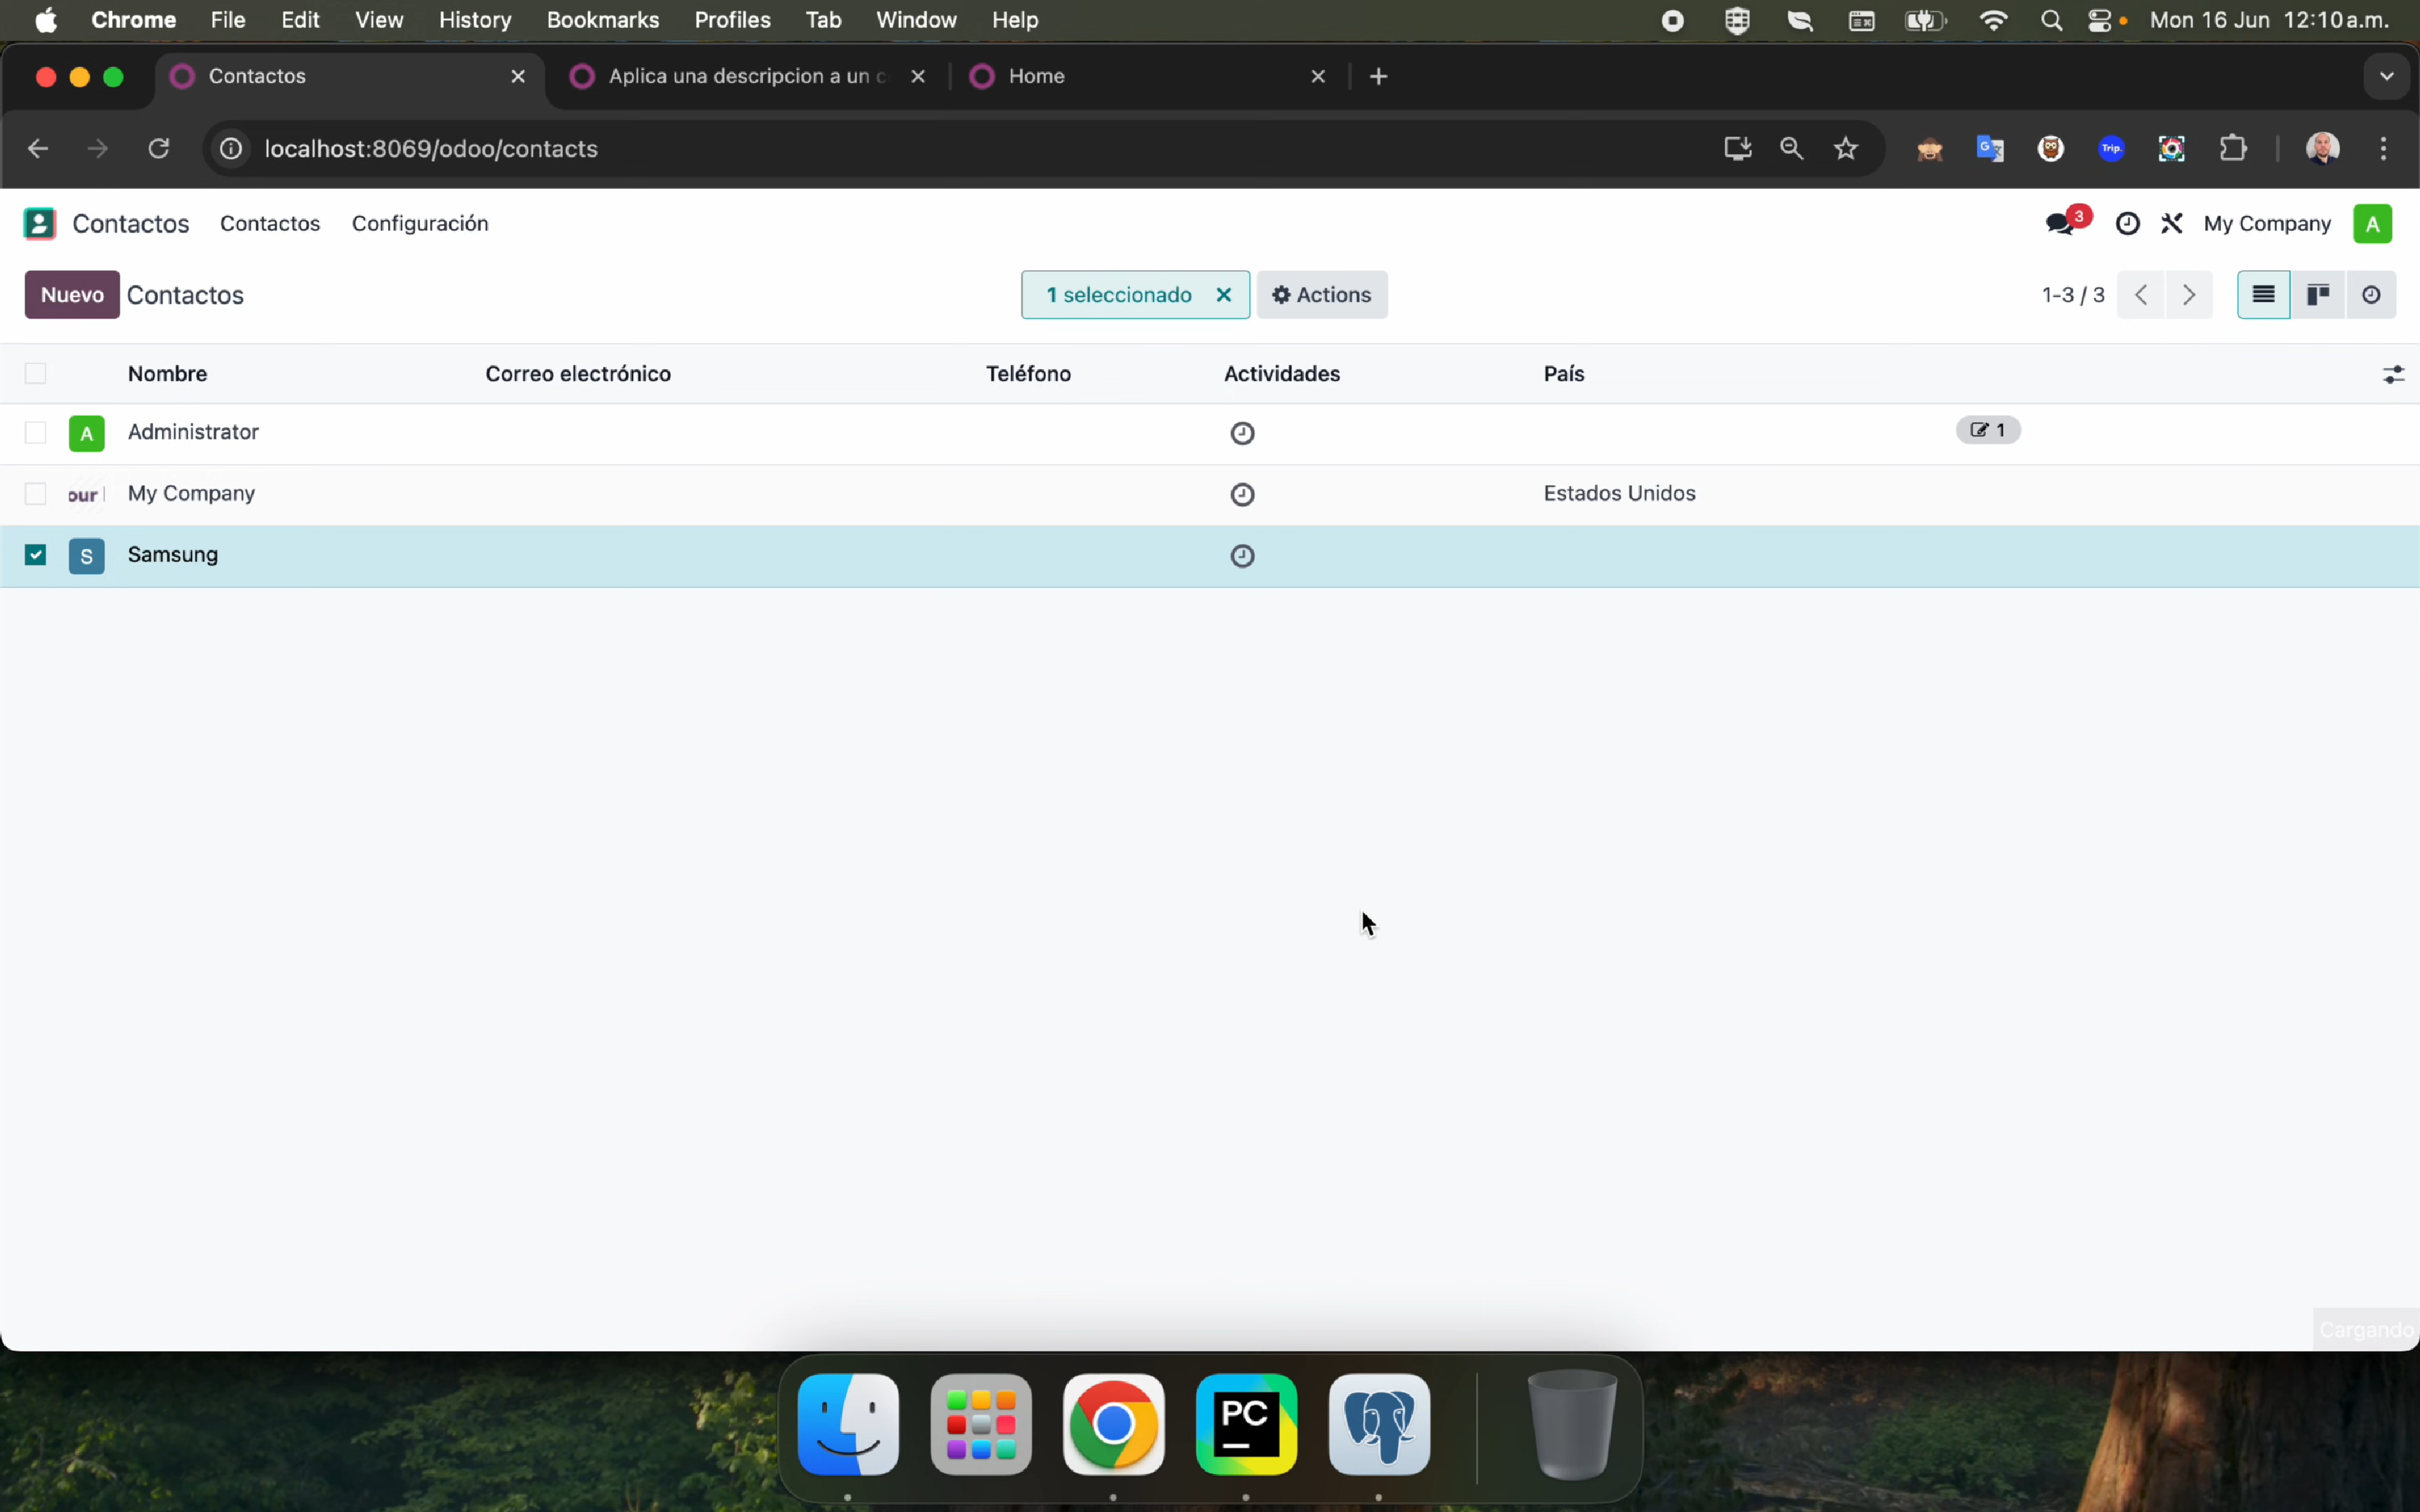 Chrome File Edit View History Bookmarks Profiles Tab Window Help Mon 16 Jun 12:10 a.m.
Contactos Aplica una descripcion a un c Home
localhost:8069/odoo/contacts Trip.
Contactos Contactos Configuración 3 My Company A
Nuevo Contactos 1 seleccionado Actions 1-3 / 3
Nombre Correo electrónico Teléfono Actividades País
A Administrator 1
our My Company Estados Unidos
S Samsung
Cargando
PC